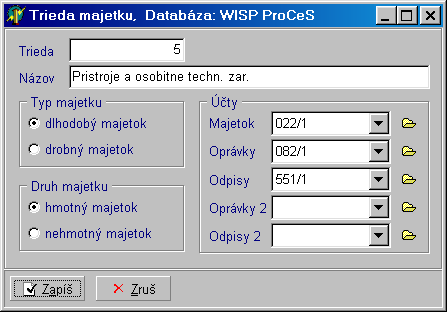 Trieda majetku, Databáza: WISP ProCeS
Trieda 5
Názov Pristroje a osobitne techn. zar.
Typ majetku
dlhodobý majetok
drobný majetok
Druh majetku
hmotný majetok
nehmotný majetok
Účty
Majetok 022/1
Oprávky 082/1
Odpisy 551/1
Oprávky 2
Odpisy 2
Zapíš Zruš